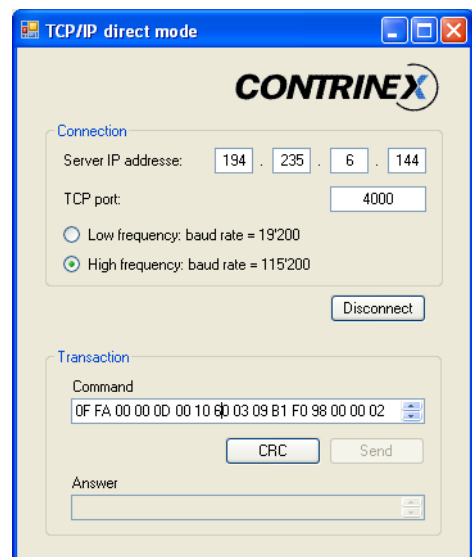 TCP/IP direct mode
CONTRINEX
Connection
Server IP addresse: 194 . 235 . 6 . 144
TCP port: 4000
Low frequency: baud rate = 19'200
High frequency: baud rate = 115'200
Disconnect
Transaction
Command
0F FA 00 00 0D 00 10 60 03 09 B1 F0 98 00 00 02
CRC Send
Answer